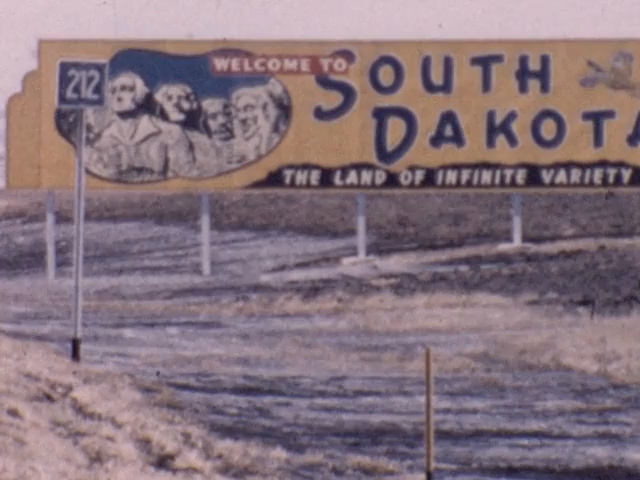 212
WELCOME TO
SOUTH
DAKOTA
THE LAND OF INFINITE VARIETY